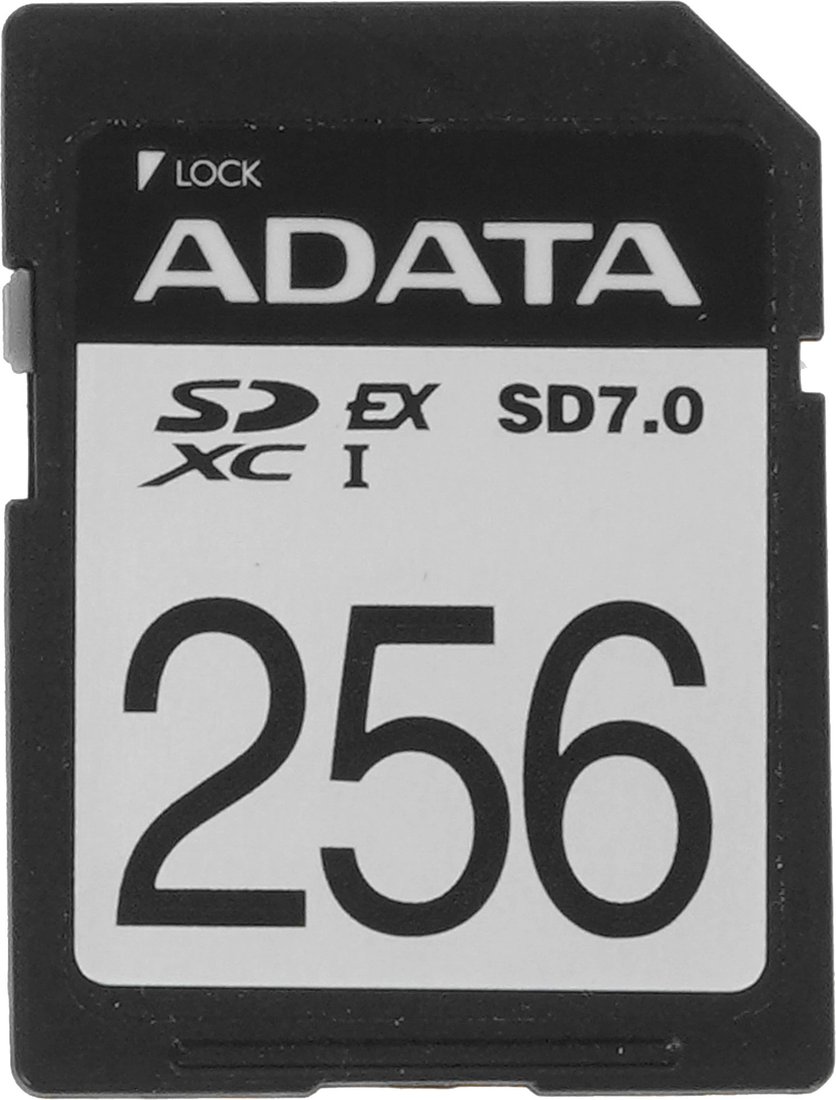 LOCK
ADATA
SD EX SD7.0
XC I
256